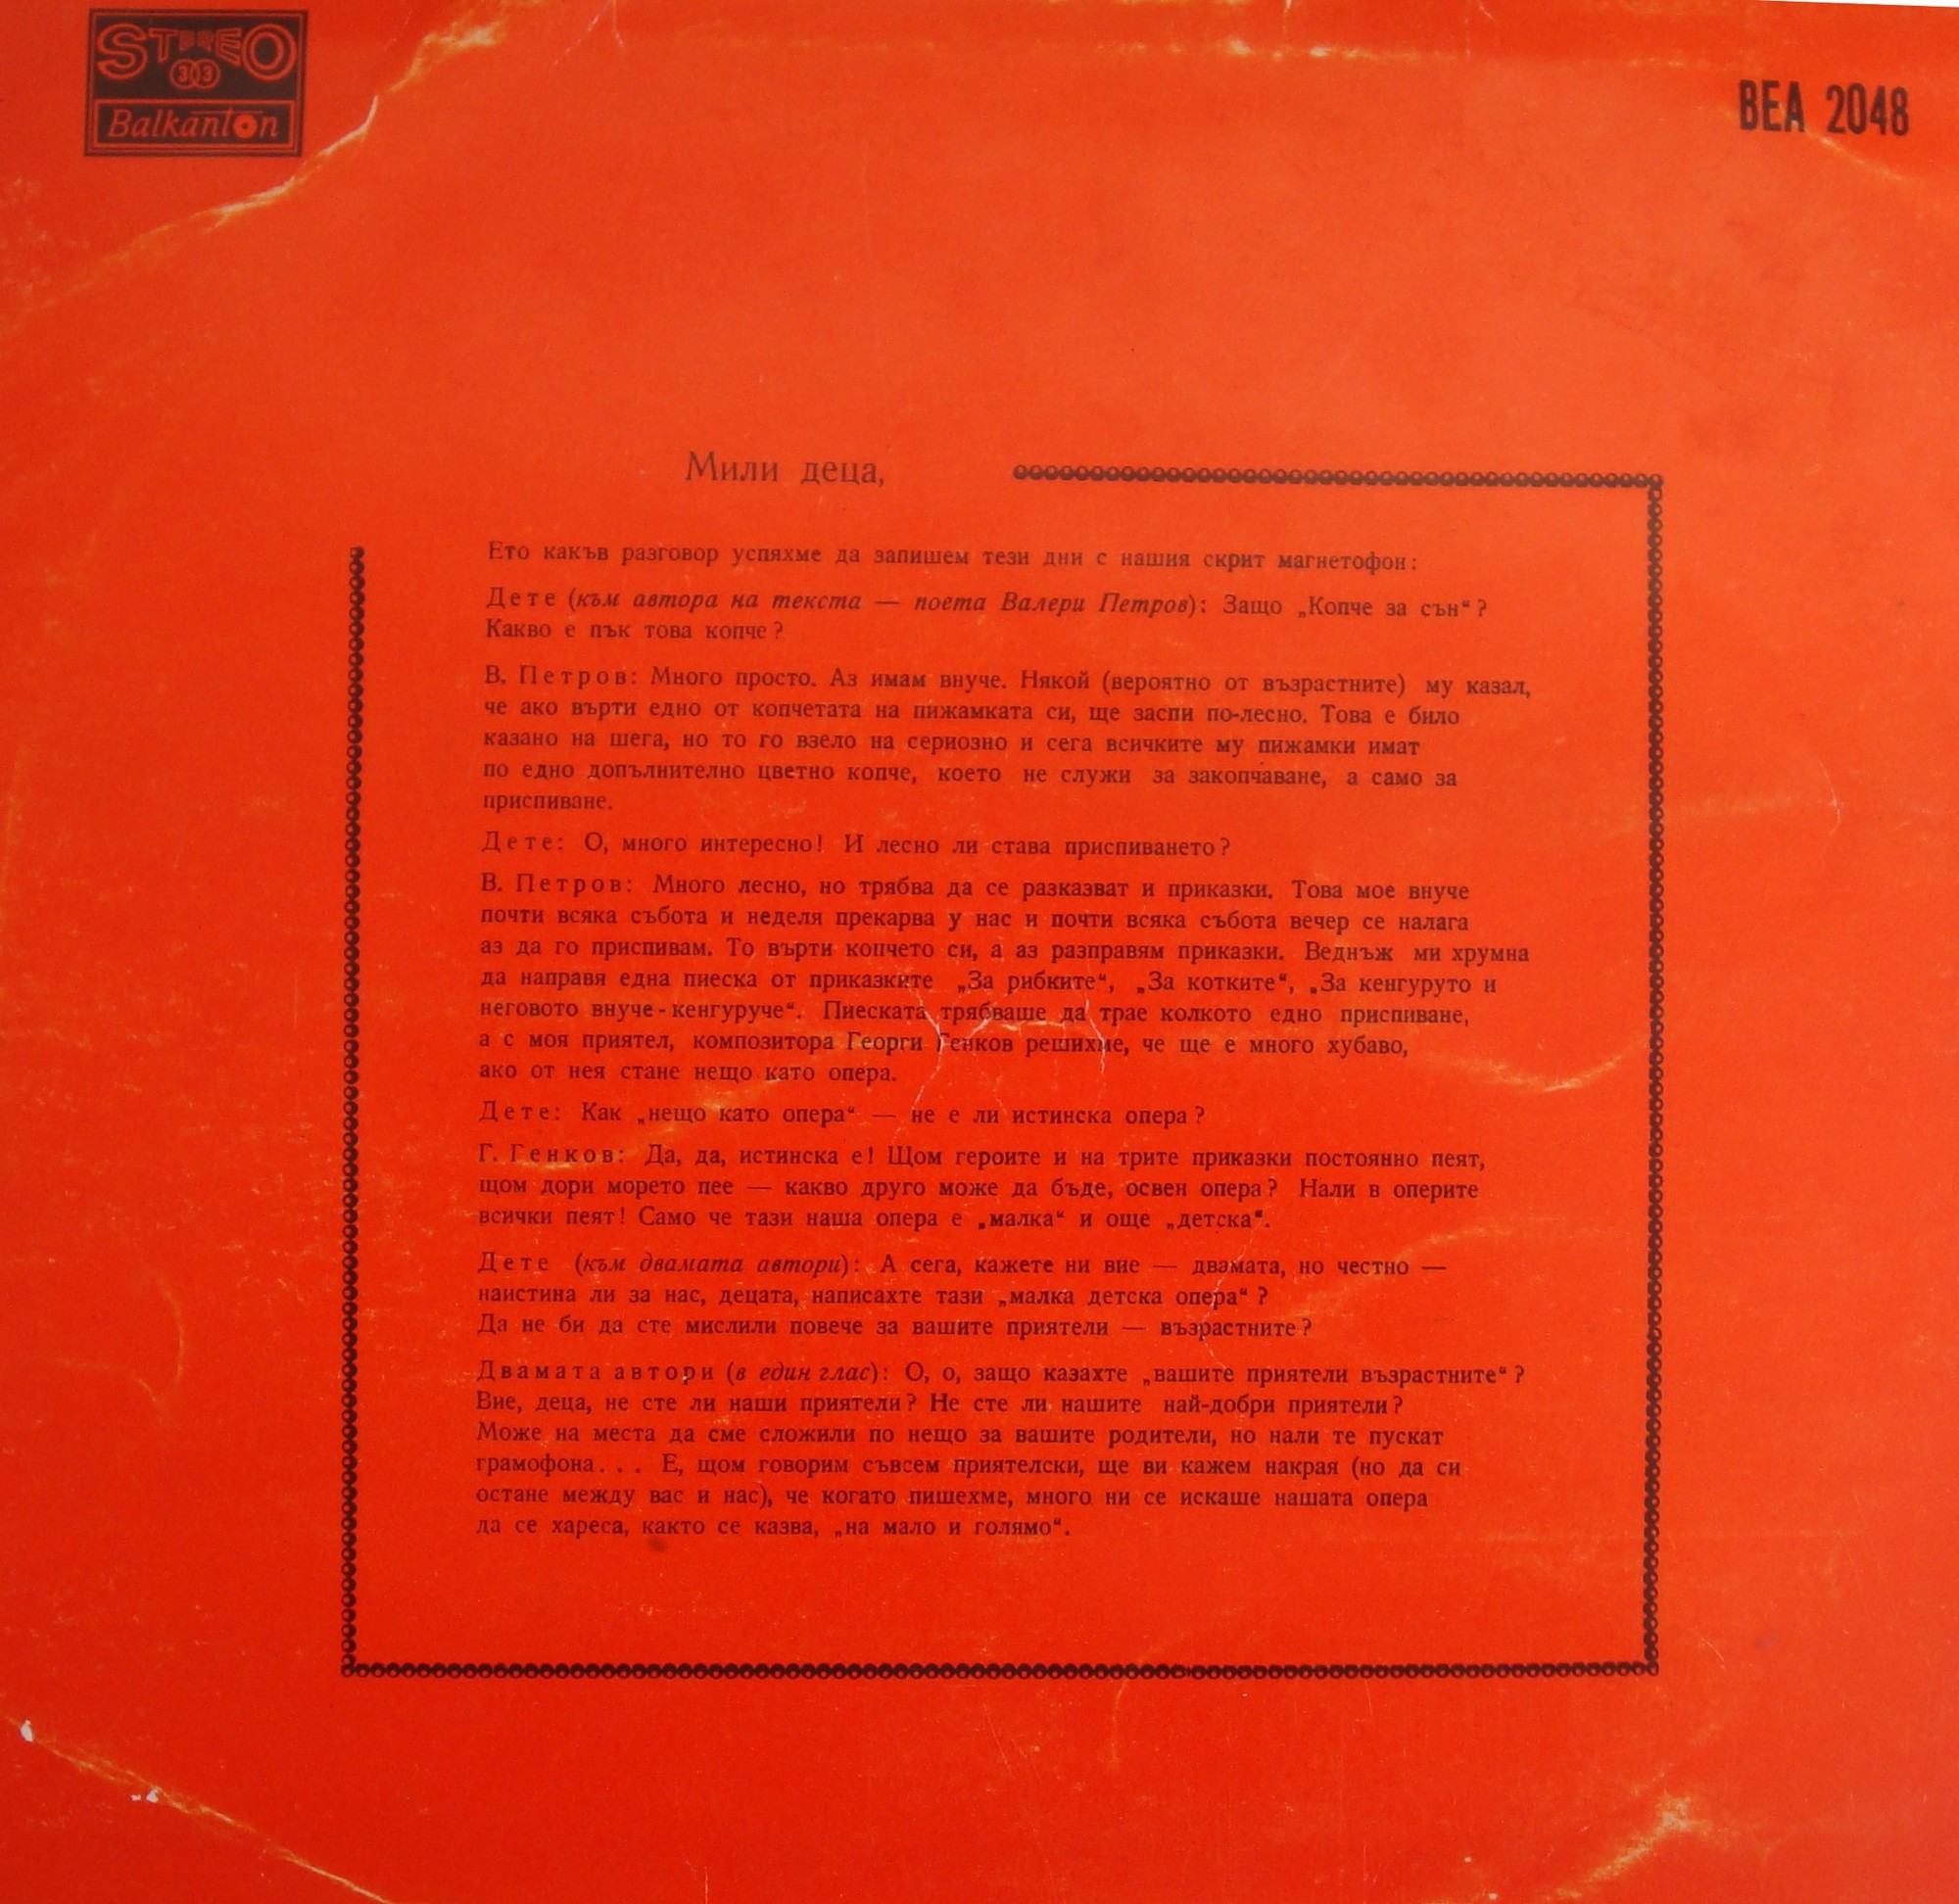 STEREO
33
Balkanton
ВЕА 2048
Мили деца,
Ето какъв разговор успяхме да запишем тези дни с нашия скрит магнетофон:
Дете (към автора на текста — поета Валери Петров): Защо „Копче за сън“?
Какво е пък това копче?
В. Петров: Много просто. Аз имам внуче. Някой (вероятно от възрастните) му казал,
че ако върти едно от копчетата на пижамката си, ще заспи по-лесно. Това е било
казано на шега, но то го взело на сериозно и сега всичките му пижамки имат
по едно допълнително цветно копче, което не служи за закопчаване, а само за
приспиване.
Дете: О, много интересно! И лесно ли става приспиването?
В. Петров: Много лесно, но трябва да се разказват и приказки. Това мое внуче
почти всяка събота и неделя прекарва у нас и почти всяка събота вечер се налага
аз да го приспивам. То върти копчето си, а аз разправям приказки. Веднъж ми хрумна
да направя една пиеска от приказките „За рибките“, „За котките“, „За кенгуруто и
неговото внуче-кенгуруче“. Пиеската трябваше да трае колкото едно приспиване,
а с моя приятел, композитора Георги Генков решихме, че ще е много хубаво,
ако от нея стане нещо като опера.
Дете: Как „нещо като опера“ — не е ли истинска опера?
Г. Генков: Да, да, истинска е! Щом героите и на трите приказки постоянно пеят,
щом дори морето пее — какво друго може да бъде, освен опера? Нали в оперите
всички пеят! Само че тази наша опера е „малка“ и още „детска“.
Дете (към двамата автори): А сега, кажете ни вие — двамата, но честно —
наистина ли за нас, децата, написахте тази „малка детска опера“?
Да не би да сте мислили повече за вашите приятели — възрастните?
Двамата автори (в един глас): О, о, защо казахте „вашите приятели възрастните“?
Вие, деца, не сте ли наши приятели? Не сте ли нашите най-добри приятели?
Може на места да сме сложили по нещо за вашите родители, но нали те пускат
грамофона... Е, щом говорим съвсем приятелски, ще ви кажем накрая (но да си
остане между вас и нас), че когато пишехме, много ни се искаше нашата опера
да се хареса, както се казва, „на мало и голямо“.